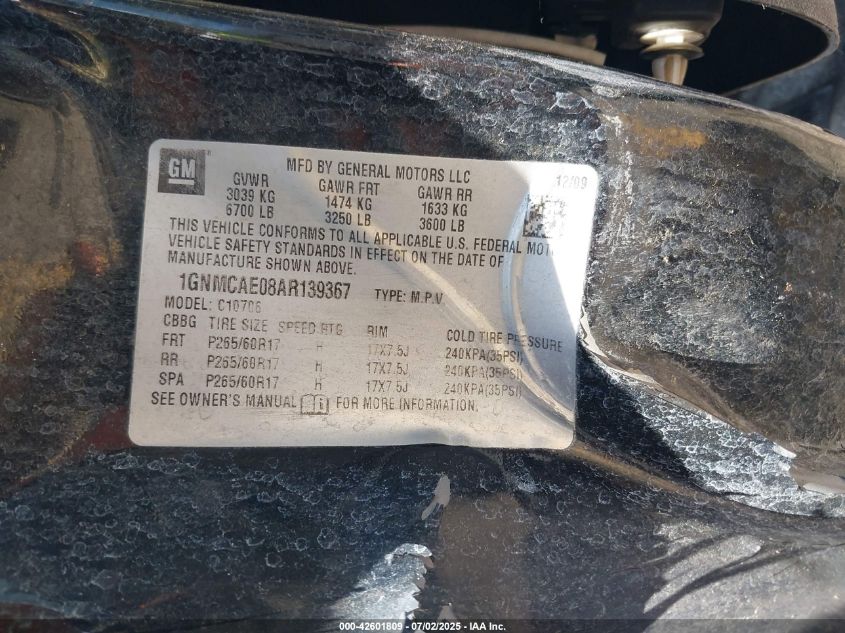 GM
MFD BY GENERAL MOTORS LLC
12/09
GVWR GAWR FRT GAWR RR
3039 KG 1474 KG 1633 KG
6700 LB 3250 LB 3600 LB
THIS VEHICLE CONFORMS TO ALL APPLICABLE U.S. FEDERAL MOTO
VEHICLE SAFETY STANDARDS IN EFFECT ON THE DATE OF
MANUFACTURE SHOWN ABOVE.
1GNMCAE08AR139367 TYPE: M.P.V
MODEL: C10706
CBBG TIRE SIZE SPEED RTG RIM COLD TIRE PRESSURE
FRT P265/60R17 H 17X7.5J 240KPA(35PSI)
RR P265/60R17 H 17X7.5J 240KPA(35PSI)
SPA P265/60R17 H 17X7.5J 240KPA(35PSI)
SEE OWNER'S MANUAL FOR MORE INFORMATION.
000-42601809 - 07/02/2025 - IAA Inc.